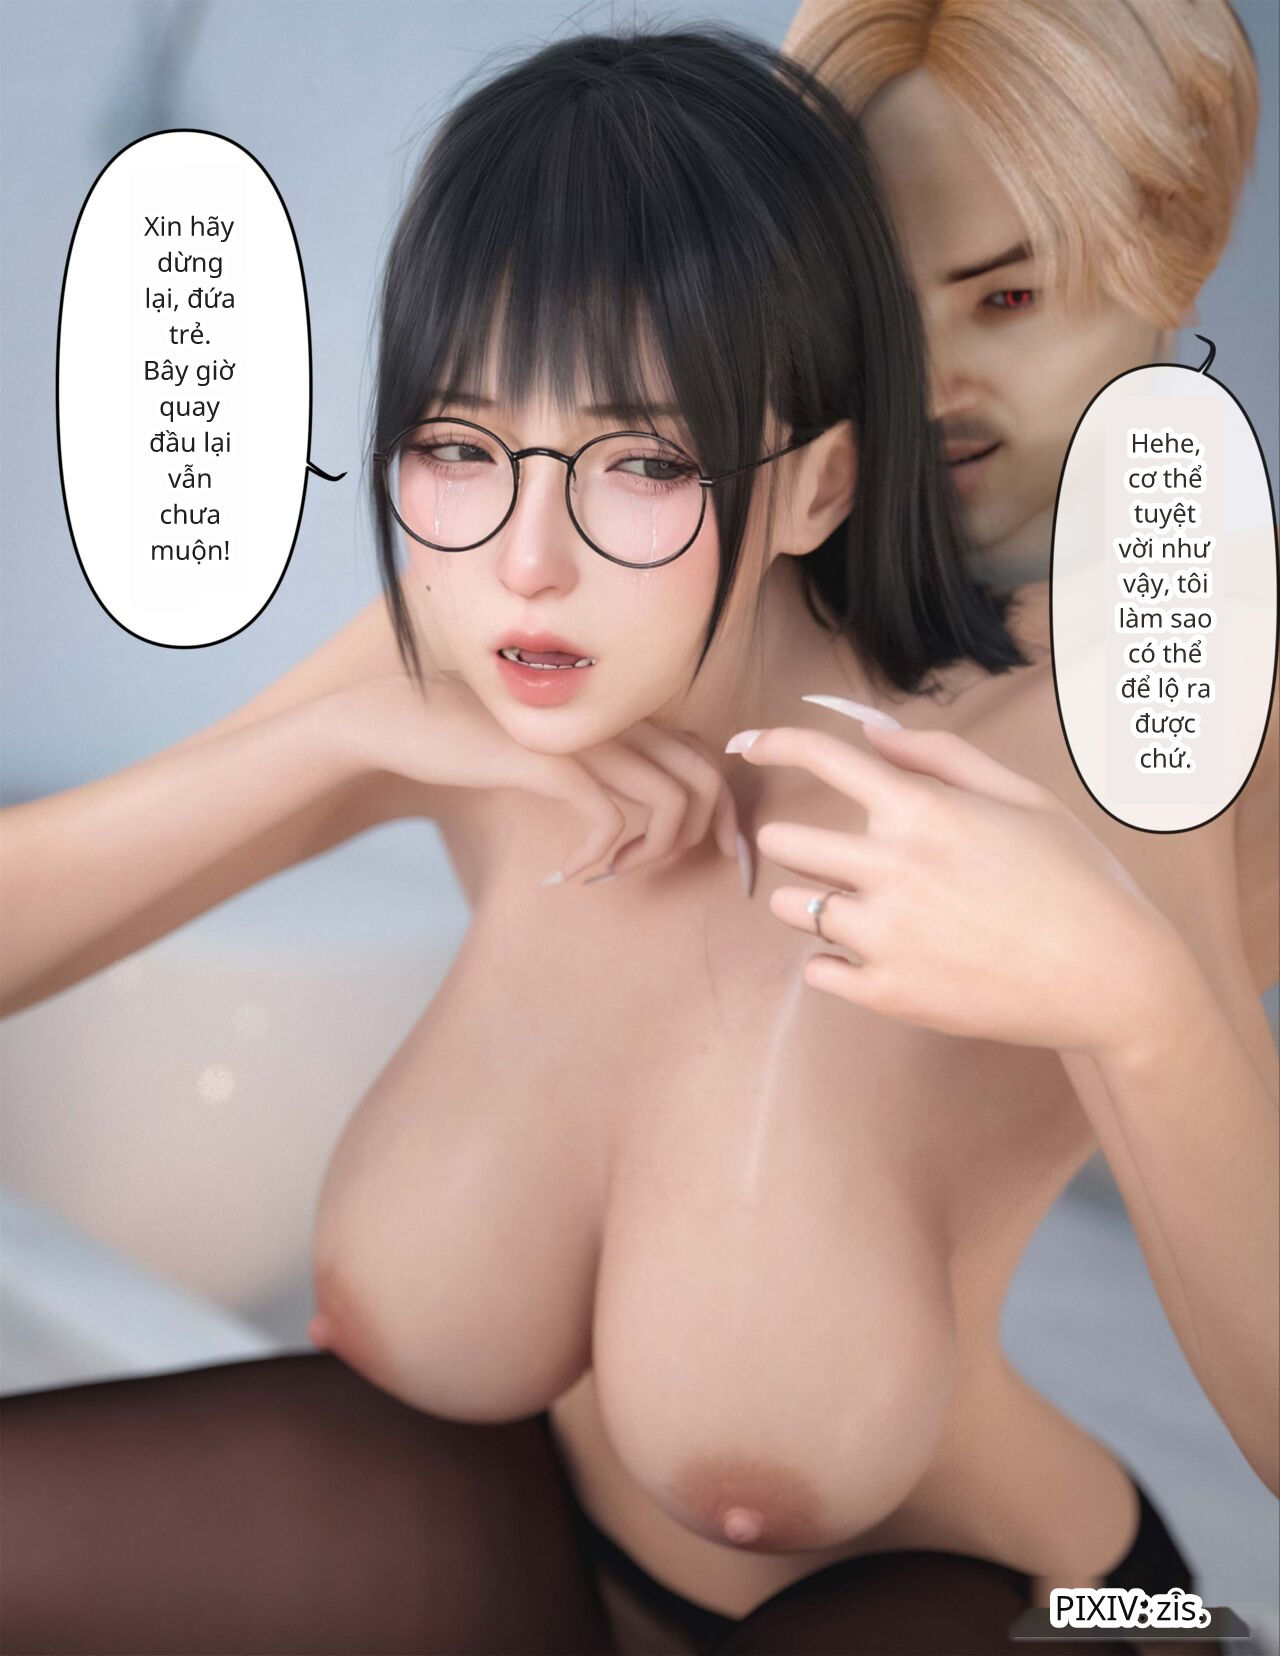 Xin hãy
dừng
lại, đứa
trẻ.
Bây giờ
quay
đầu lại
vẫn
chưa
muộn!
Hehe,
cơ thể
tuyệt
vời như
vậy, tôi
làm sao
có thể
để lộ ra
được
chứ.
PIXIV: zis.